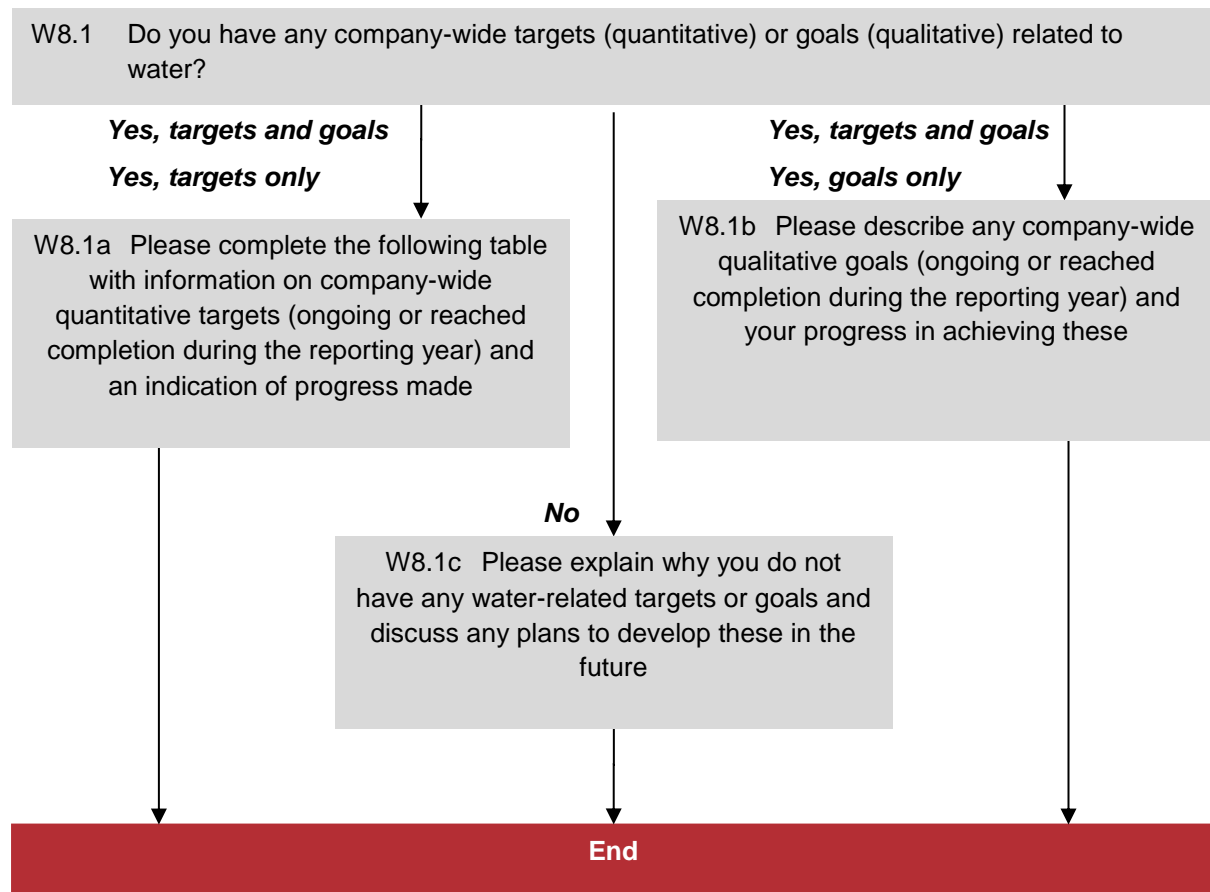 W8.1 Do you have any company-wide targets (quantitative) or goals (qualitative) related to
water?
Yes, targets and goals
Yes, targets only
Yes, targets and goals
Yes, goals only
W8.1a Please complete the following table
with information on company-wide
quantitative targets (ongoing or reached
completion during the reporting year) and
an indication of progress made
W8.1b Please describe any company-wide
qualitative goals (ongoing or reached
completion during the reporting year) and
your progress in achieving these
No
W8.1c Please explain why you do not
have any water-related targets or goals and
discuss any plans to develop these in the
future
End